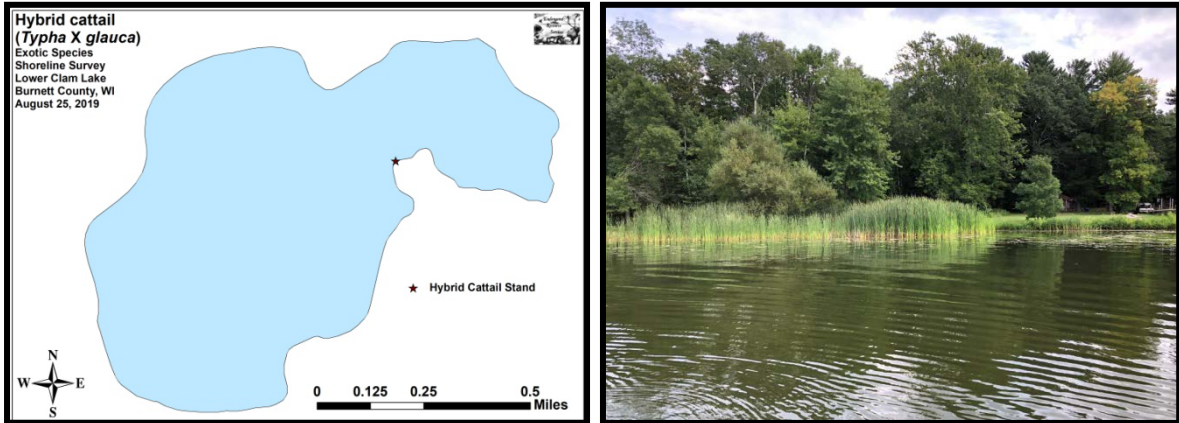 Hybrid cattail
(Typha X glauca)
Exotic Species
Shoreline Survey
Lower Clam Lake
Burnett County, WI
August 25, 2019
Hybrid Cattail Stand
N
W E
S
0 0.125 0.25 0.5
Miles